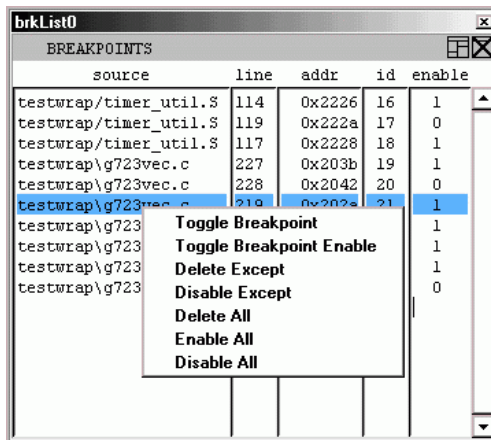 brkList0
BREAKPOINTS
source line addr id enable
testwrap/timer_util.S 114 0x2226 16 1
testwrap/timer_util.S 119 0x222a 17 0
testwrap/timer_util.S 117 0x2228 18 1
testwrap\g723vec.c 227 0x203b 19 1
testwrap\g723vec.c 228 0x2042 20 0
testwrap\g723vec.c 219 0x202a 21 1
testwrap\g723 1
testwrap\g723 1
testwrap\g723 1
testwrap\g723 0
Toggle Breakpoint
Toggle Breakpoint Enable
Delete Except
Disable Except
Delete All
Enable All
Disable All